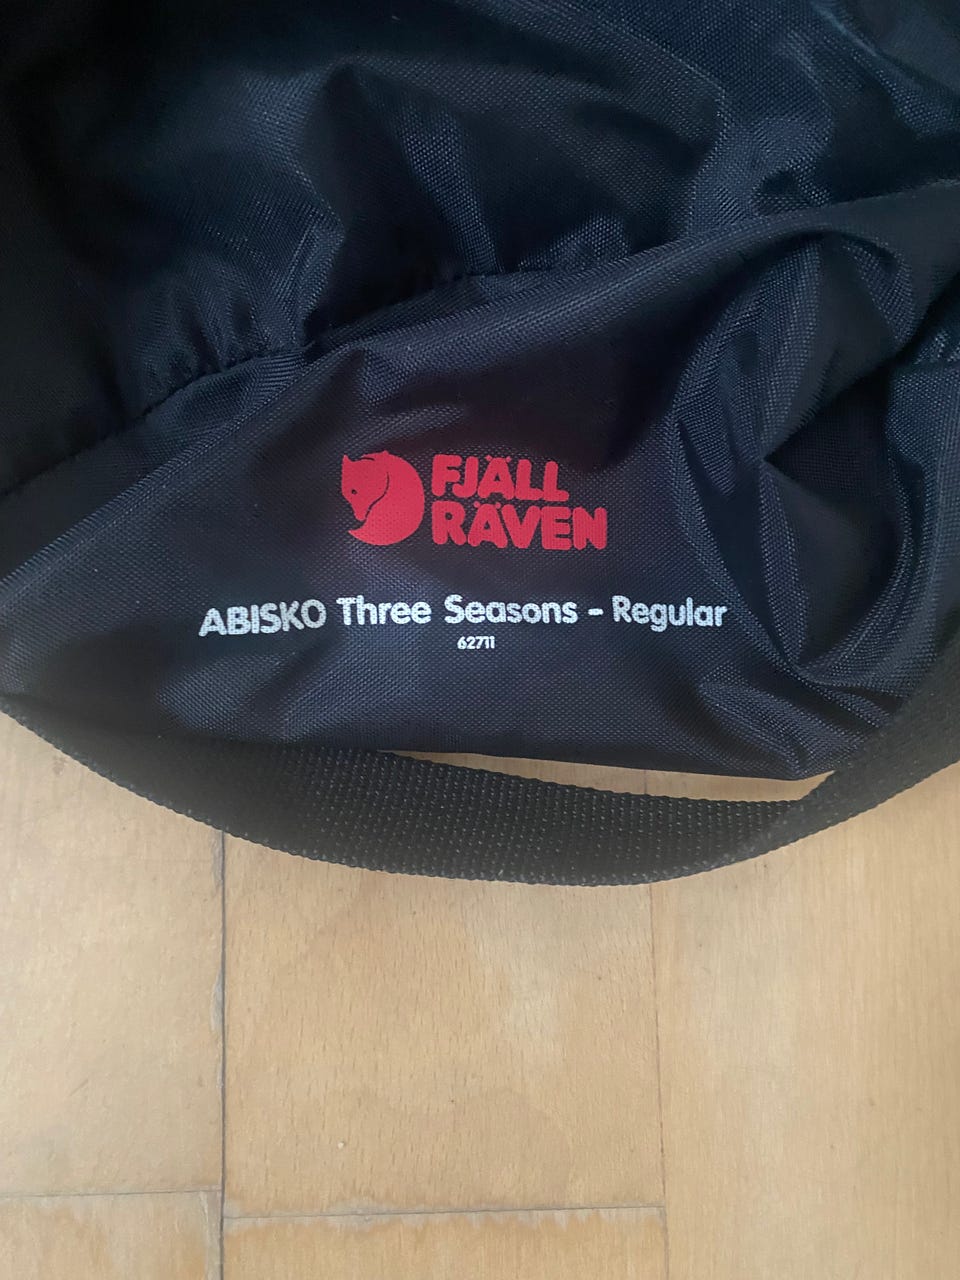 FJÄLL
RÄVEN
ABISKO Three Seasons - Regular
62711